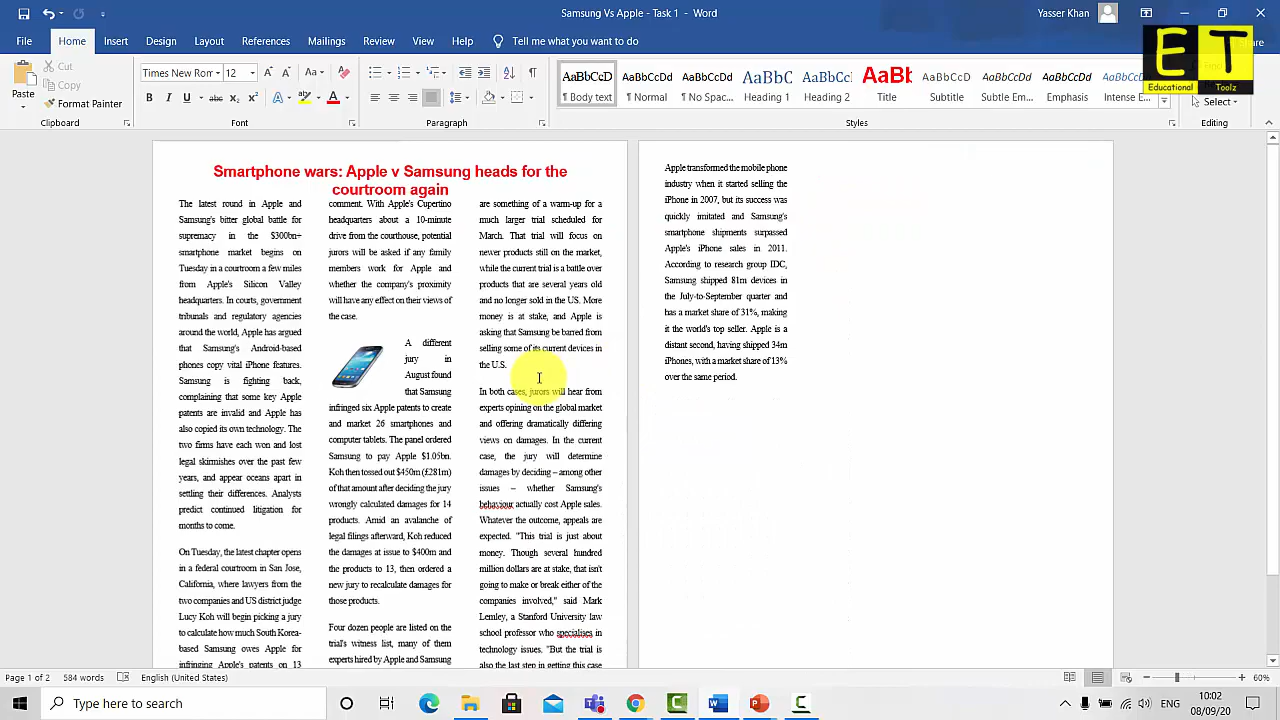 Samsung Vs Apple - Task 1 - Word
Yasser Khan
File Home Insert Design Layout References Mailings Review View Help Tell me what you want to do
Share
ET
Educational Toolz
Paste
Cut
Copy
Format Painter
Clipboard
Times New Rom 12
Font
Paragraph
AaBbCcD AaBbCcDd AaBbCcDd AaBbCc AaBbCc AaBb AaBbCcDd AaBbCcDd AaBbCcDd AaBbCcDd
¶ Body text ¶ Normal ¶ No Spac... Heading 1 Heading 2 Title Subtitle Subtle Em... Emphasis Intense E...
Styles
Select
Editing
Smartphone wars: Apple v Samsung heads for the
courtroom again
The latest round in Apple and
Samsung's bitter global battle for
supremacy in the $300bn+
smartphone market begins on
Tuesday in a courtroom a few miles
from Apple's Silicon Valley
headquarters. In courts, government
tribunals and regulatory agencies
around the world, Apple has argued
that Samsung's Android-based
phones copy vital iPhone features.
Samsung is fighting back,
complaining that some key Apple
patents are invalid and Apple has
also copied its own technology. The
two firms have each won and lost
legal skirmishes over the past few
years, and appear oceans apart in
settling their differences. Analysts
predict continued litigation for
months to come.
On Tuesday, the latest chapter opens
in a federal courtroom in San Jose,
California, where lawyers from the
two companies and US district judge
Lucy Koh will begin picking a jury
to calculate how much South Korea-
based Samsung owes Apple for
infringing Apple's patents on 13
comment. With Apple's Cupertino
headquarters about a 10-minute
drive from the courthouse, potential
jurors will be asked if any family
members work for Apple and
whether the company's proximity
will have any effect on their views of
the case.
A different
jury in
August found
that Samsung
infringed six Apple patents to create
and market 26 smartphones and
computer tablets. The panel ordered
Samsung to pay Apple $1.05bn.
Koh then tossed out $450m (£281m)
of that amount after deciding the jury
wrongly calculated damages for 14
products. Amid an avalanche of
legal filings afterward, Koh reduced
the damages at issue to $400m and
the products to 13, then ordered a
new jury to recalculate damages for
those products.
Four dozen people are listed on the
trial's witness list, many of them
experts hired by Apple and Samsung
are something of a warm-up for a
much larger trial scheduled for
March. That trial will focus on
newer products still on the market,
while the current trial is a battle over
products that are several years old
and no longer sold in the US. More
money is at stake, and Apple is
asking that Samsung be barred from
selling some of its current devices in
the U.S.
In both cases, jurors will hear from
experts opining on the global market
and offering dramatically differing
views on damages. In the current
case, the jury will determine
damages by deciding – among other
issues – whether Samsung's
behaviour actually cost Apple sales.
Whatever the outcome, appeals are
expected. "This trial is just about
money. Though several hundred
million dollars are at stake, that isn't
going to make or break either of the
companies involved," said Mark
Lemley, a Stanford University law
school professor who specialises in
technology issues. "But the trial is
also the last step in getting this case
Apple transformed the mobile phone
industry when it started selling the
iPhone in 2007, but its success was
quickly imitated and Samsung's
smartphone shipments surpassed
Apple's iPhone sales in 2011.
According to research group IDC,
Samsung shipped 81m devices in
the July-to-September quarter and
has a market share of 31%, making
it the world's top seller. Apple is a
distant second, having shipped 34m
iPhones, with a market share of 13%
over the same period.
Page 1 of 2 584 words English (United States) 60%
Type here to search
ENG
10:02
08/09/20